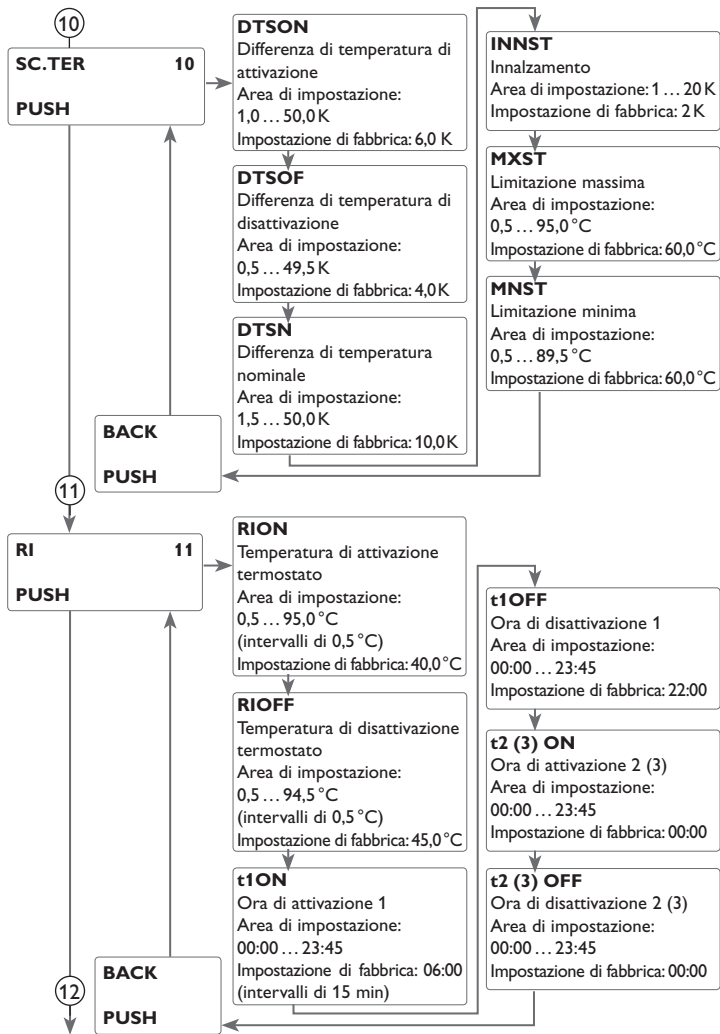 10
SC.TER 10
PUSH
DTSON
Differenza di temperatura di
attivazione
Area di impostazione:
1,0 … 50,0 K
Impostazione di fabbrica: 6,0 K
DTSOF
Differenza di temperatura di
disattivazione
Area di impostazione:
0,5 … 49,5 K
Impostazione di fabbrica: 4,0 K
DTSN
Differenza di temperatura
nominale
Area di impostazione:
1,5 … 50,0 K
Impostazione di fabbrica: 10,0 K
INNST
Innalzamento
Area di impostazione: 1 … 20 K
Impostazione di fabbrica: 2 K
MXST
Limitazione massima
Area di impostazione:
0,5 … 95,0 °C
Impostazione di fabbrica: 60,0 °C
MNST
Limitazione minima
Area di impostazione:
0,5 … 89,5 °C
Impostazione di fabbrica: 60,0 °C
BACK
PUSH
11
RI 11
PUSH
RION
Temperatura di attivazione
termostato
Area di impostazione:
0,5 … 95,0 °C
(intervalli di 0,5 °C)
Impostazione di fabbrica: 40,0 °C
RIOFF
Temperatura di disattivazione
termostato
Area di impostazione:
0,5 … 94,5 °C
(intervalli di 0,5 °C)
Impostazione di fabbrica: 45,0 °C
t1ON
Ora di attivazione 1
Area di impostazione:
00:00 … 23:45
Impostazione di fabbrica: 06:00
(intervalli di 15 min)
t1OFF
Ora di disattivazione 1
Area di impostazione:
00:00 … 23:45
Impostazione di fabbrica: 22:00
t2 (3) ON
Ora di attivazione 2 (3)
Area di impostazione:
00:00 … 23:45
Impostazione di fabbrica: 00:00
t2 (3) OFF
Ora di disattivazione 2 (3)
Area di impostazione:
00:00 … 23:45
Impostazione di fabbrica: 00:00
BACK
PUSH
12